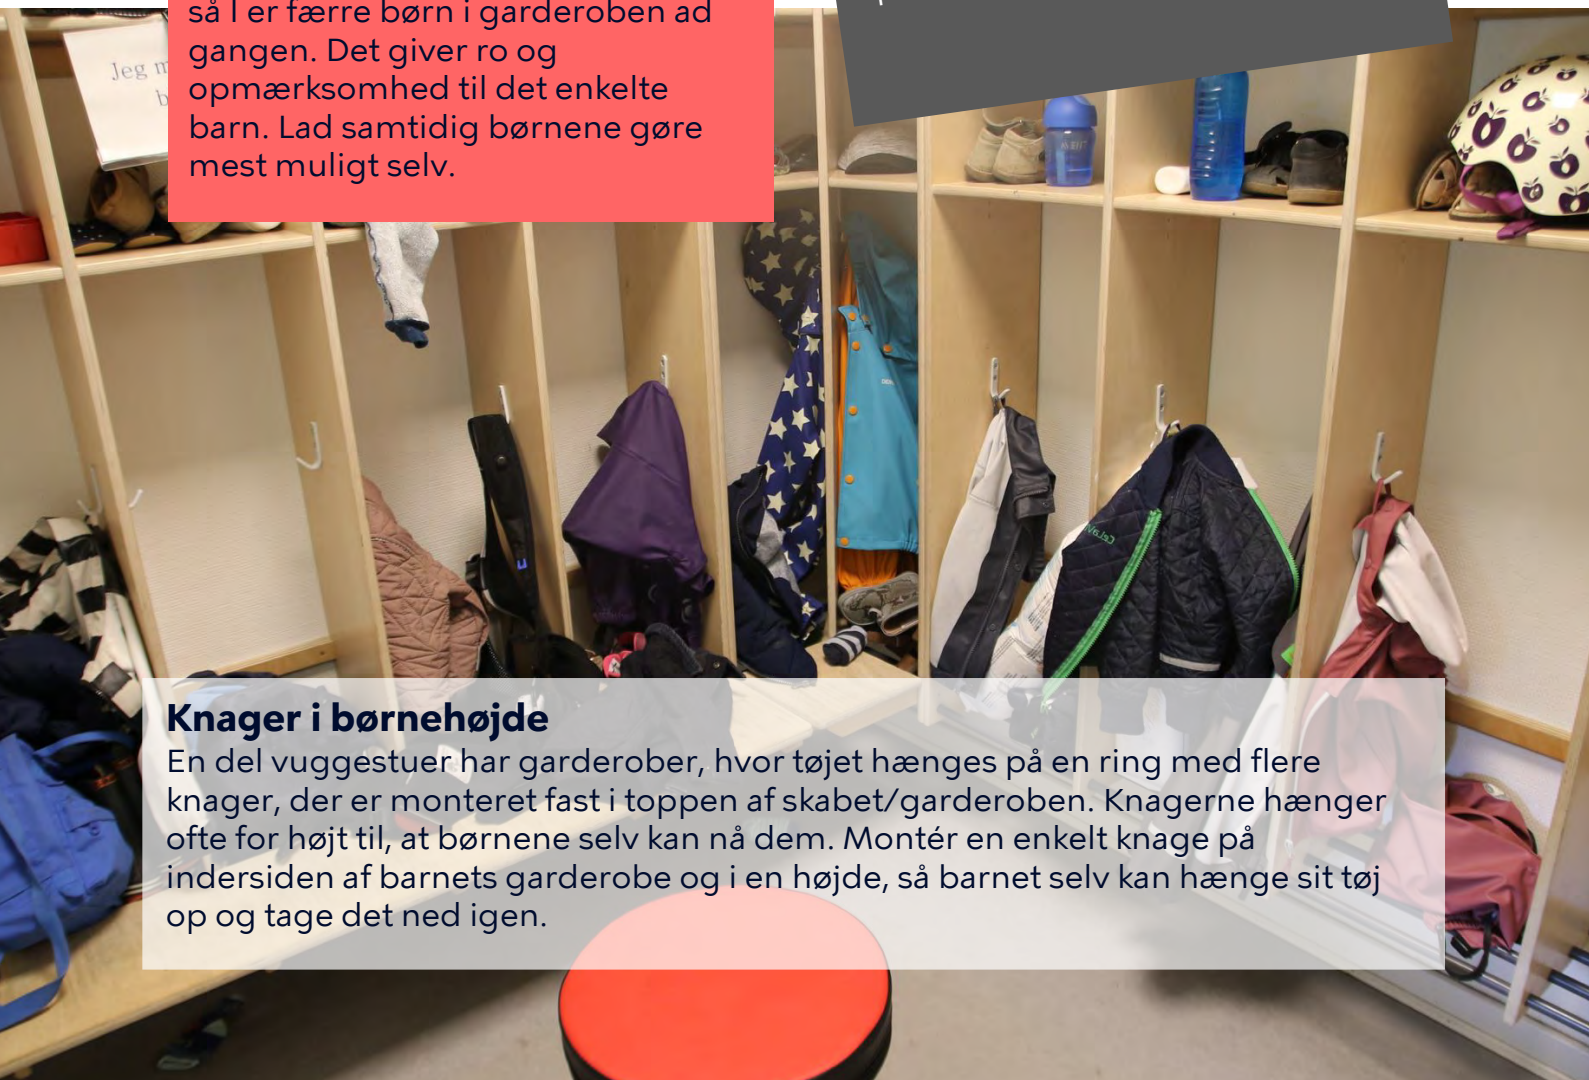 så I er færre børn i garderoben ad
gangen. Det giver ro og
opmærksomhed til det enkelte
barn. Lad samtidig børnene gøre
mest muligt selv.
Jeg
Knager i børnehøjde
En del vuggestuer har garderober, hvor tøjet hænges på en ring med flere
knager, der er monteret fast i toppen af skabet/garderoben. Knagerne hænger
ofte for højt til, at børnene selv kan nå dem. Montér en enkelt knage på
indersiden af barnets garderobe og i en højde, så barnet selv kan hænge sit tøj
op og tage det ned igen.